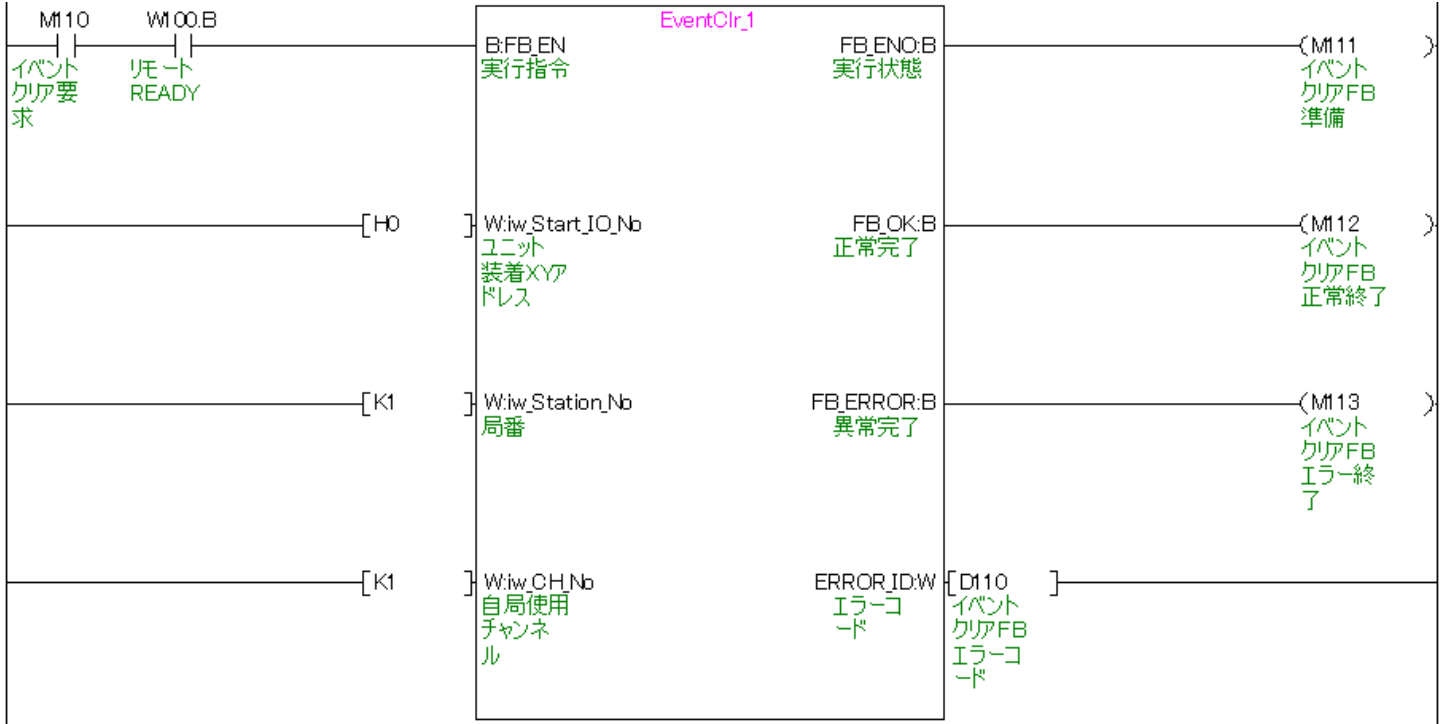 M110 W100.B EventClr_1
B:FB_EN FB_ENO:B (M111 )
イベント リモート 実行指令 実行状態 イベント
クリア要 READY クリアFB
求 準備
[H0 ] W:iw_Start_IO_No FB_OK:B (M112 )
ユニット 正常完了 イベント
装着XYア クリアFB
ドレス 正常終了
[K1 ] W:iw_Station_No FB_ERROR:B (M113 )
局番 異常完了 イベント
クリアFB
エラー終
了
[K1 ] W:iw_CH_No ERROR_ID:W [D110 ]
自局使用 エラーコ イベント
チャンネ ード クリアFB
ル エラーコ
ード